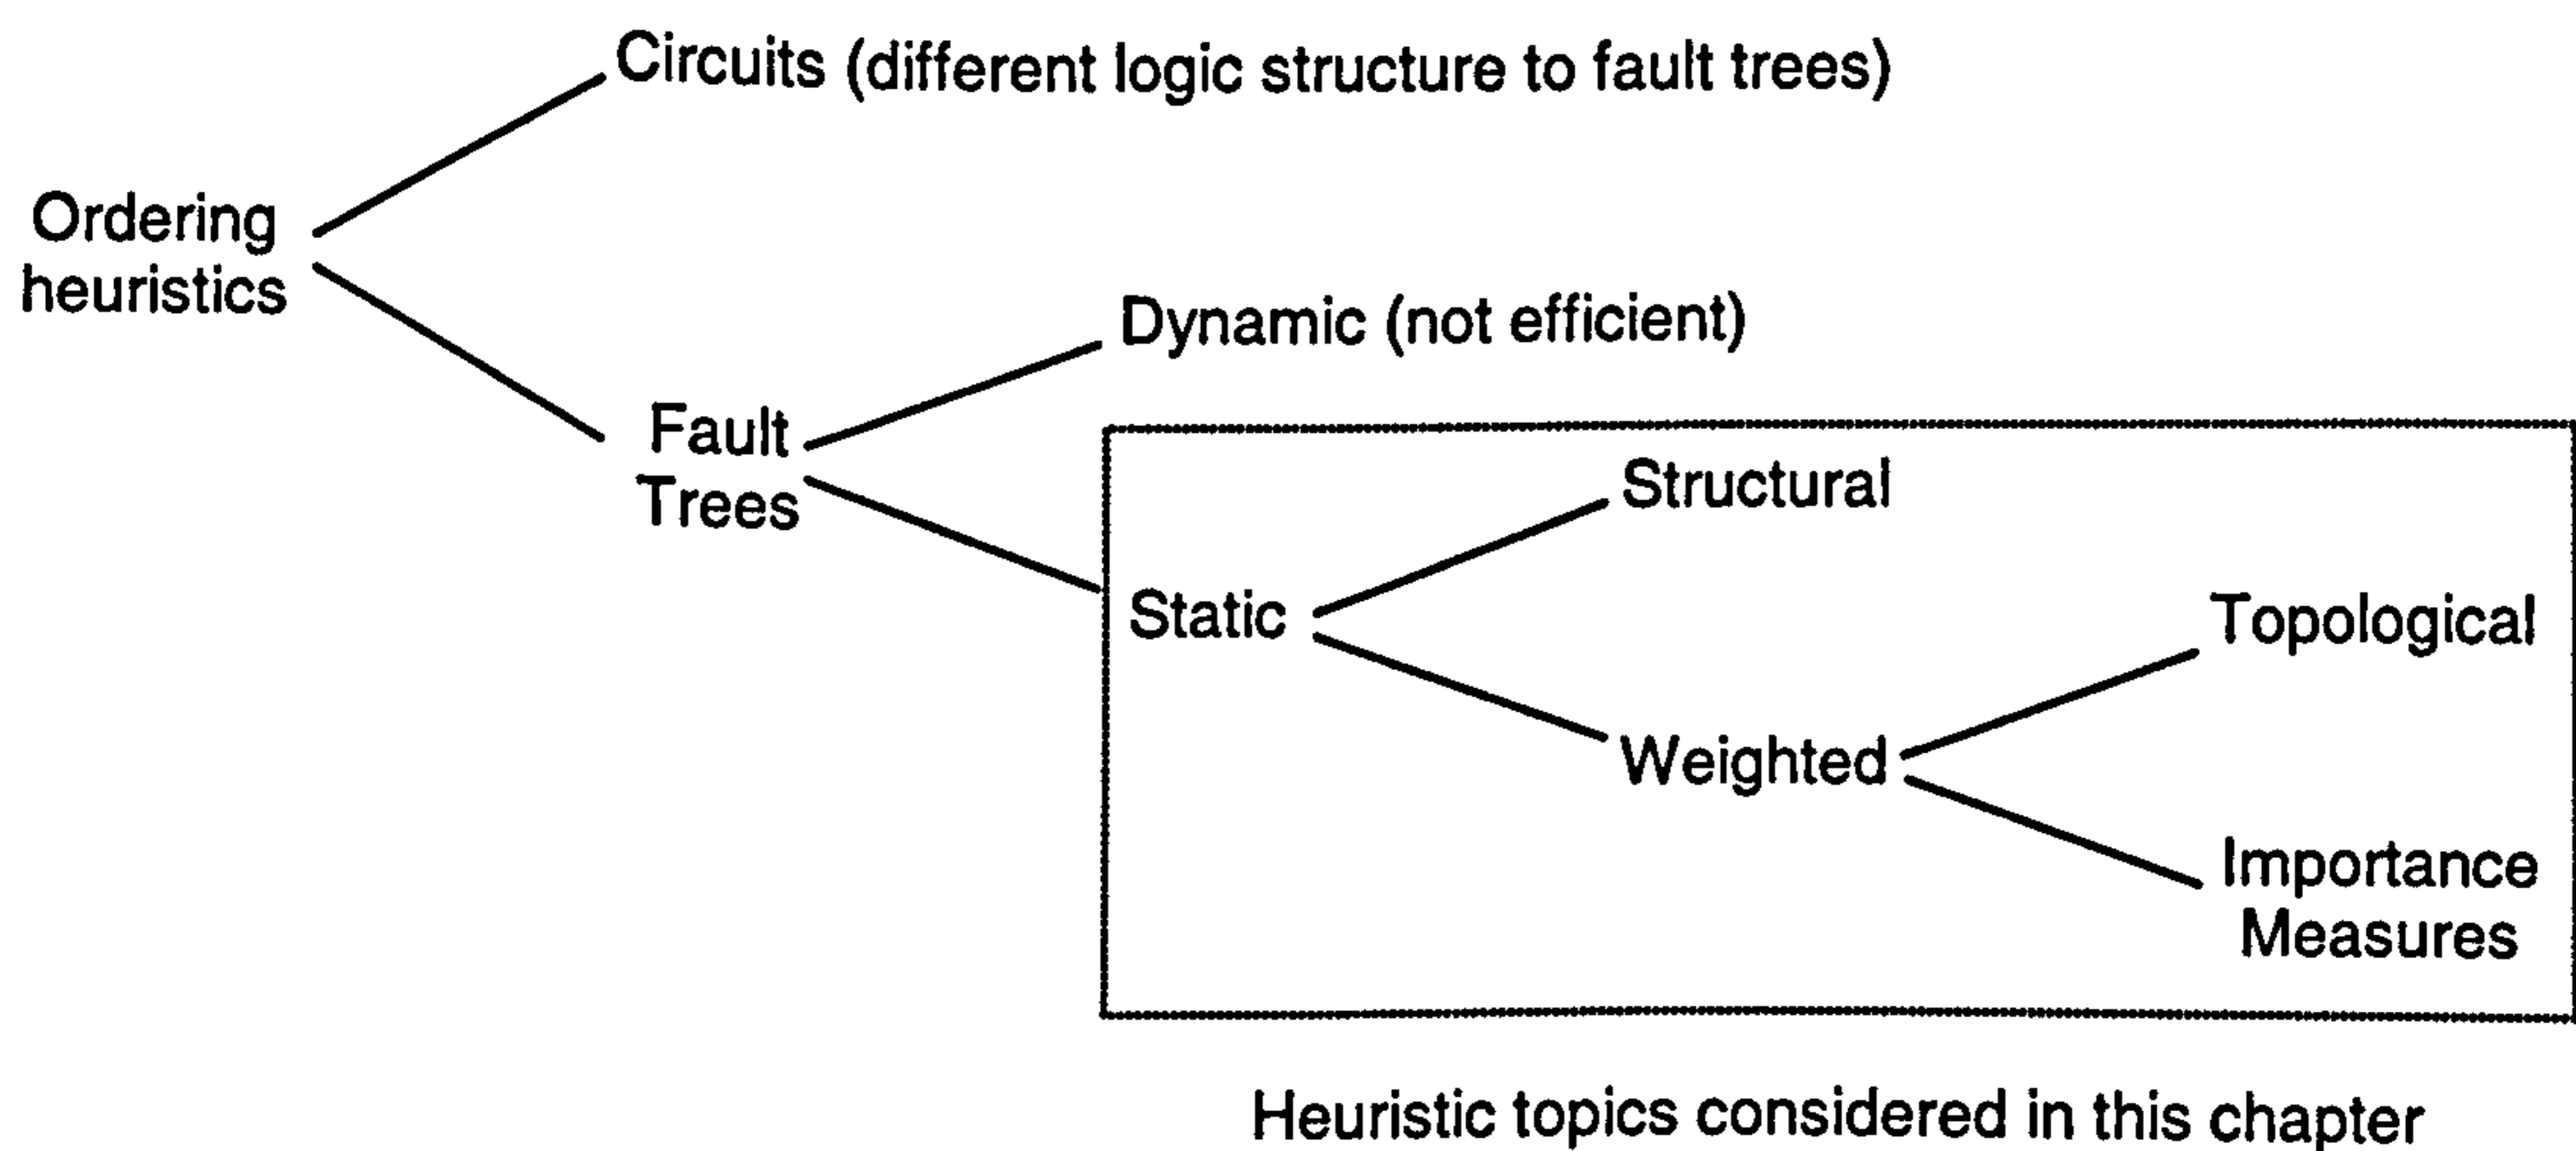 Circuits (different logic structure to fault trees)
Ordering
heuristics
Dynamic (not efficient)
Fault
Trees
Structural
Static
Topological
Weighted
Importance
Measures
Heuristic topics considered in this chapter